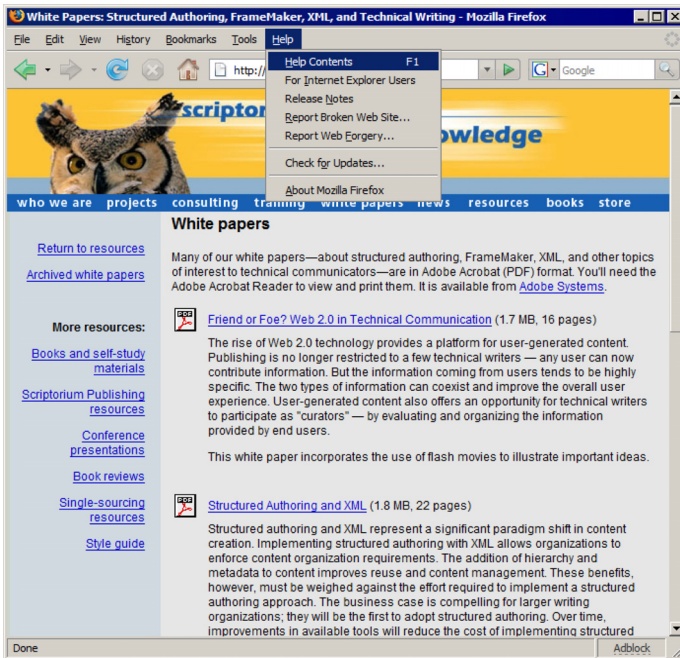 White Papers: Structured Authoring, FrameMaker, XML, and Technical Writing - Mozilla Firefox
File Edit View History Bookmarks Tools Help
http://
Google
Help Contents F1
For Internet Explorer Users
Release Notes
Report Broken Web Site...
Report Web Forgery...
Check for Updates...
About Mozilla Firefox
who we are projects consulting training white papers news resources books store
Return to resources
Archived white papers
More resources:
Books and self-study
materials
Scriptorium Publishing
resources
Conference
presentations
Book reviews
Single-sourcing
resources
Style guide
White papers
Many of our white papers—about structured authoring, FrameMaker, XML, and other topics
of interest to technical communicators—are in Adobe Acrobat (PDF) format. You'll need the
Adobe Acrobat Reader to view and print them. It is available from Adobe Systems.
PDF
Friend or Foe? Web 2.0 in Technical Communication (1.7 MB, 16 pages)
The rise of Web 2.0 technology provides a platform for user-generated content.
Publishing is no longer restricted to a few technical writers — any user can now
contribute information. But the information coming from users tends to be highly
specific. The two types of information can coexist and improve the overall user
experience. User-generated content also offers an opportunity for technical writers
to participate as "curators" — by evaluating and organizing the information
provided by end users.
This white paper incorporates the use of flash movies to illustrate important ideas.
PDF
Structured Authoring and XML (1.8 MB, 22 pages)
Structured authoring and XML represent a significant paradigm shift in content
creation. Implementing structured authoring with XML allows organizations to
enforce content organization requirements. The addition of hierarchy and
metadata to content improves reuse and content management. These benefits,
however, must be weighed against the effort required to implement a structured
authoring approach. The business case is compelling for larger writing
organizations; they will be the first to adopt structured authoring. Over time,
improvements in available tools will reduce the cost of implementing structured
Done
Adblock